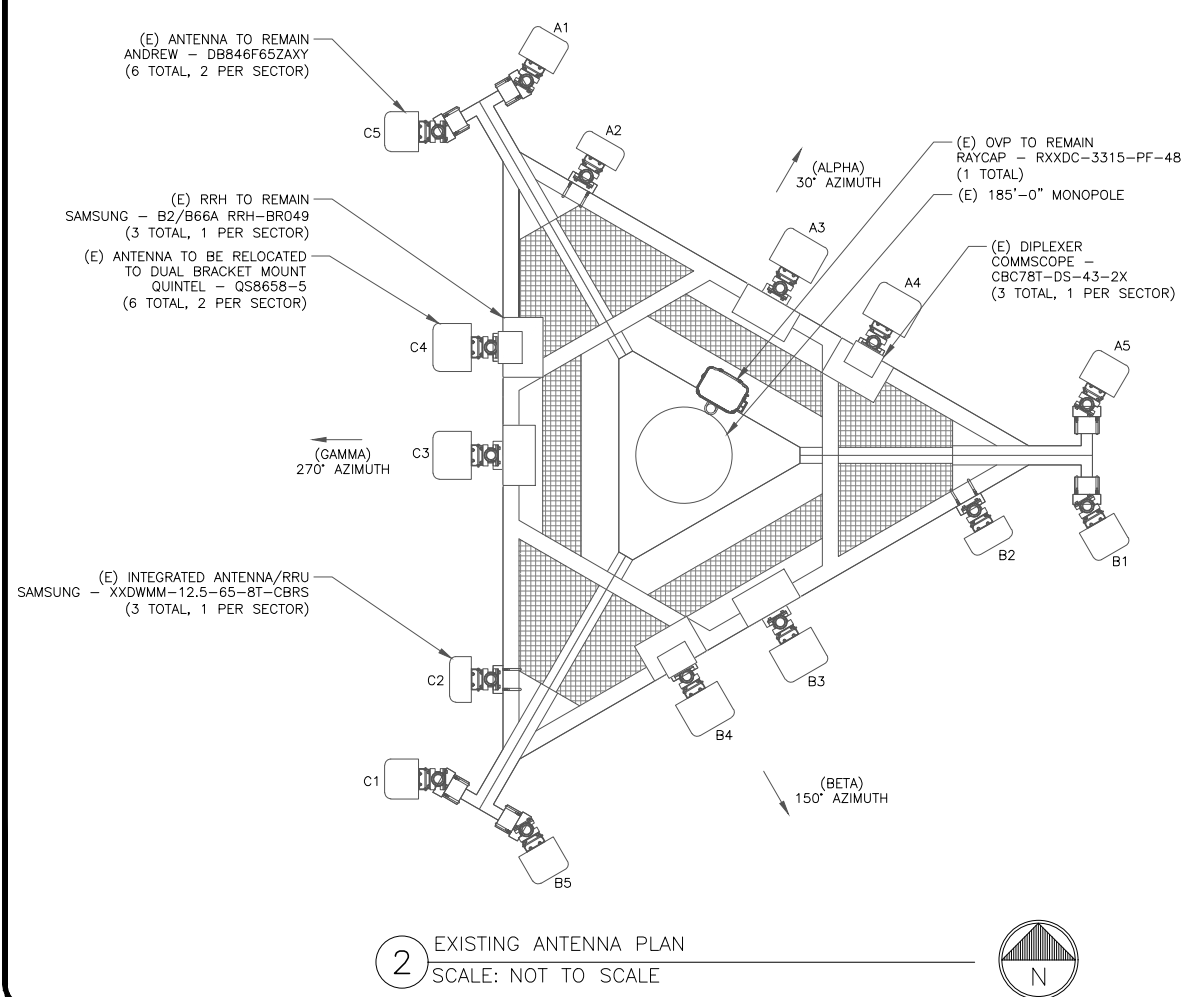 (E) ANTENNA TO REMAIN
ANDREW – DB846F65ZAXY
(6 TOTAL, 2 PER SECTOR)
A1
C5
A2
(ALPHA)
30° AZIMUTH
(E) OVP TO REMAIN
RAYCAP – RXXDC-3315-PF-48
(1 TOTAL)
(E) 185'-0" MONOPOLE
(E) RRH TO REMAIN
SAMSUNG – B2/B66A RRH-BR049
(3 TOTAL, 1 PER SECTOR)
A3
(E) DIPLEXER
COMMSCOPE –
CBC78T-DS-43-2X
(3 TOTAL, 1 PER SECTOR)
(E) ANTENNA TO BE RELOCATED
TO DUAL BRACKET MOUNT
QUINTEL – QS8658-5
(6 TOTAL, 2 PER SECTOR)
A4
C4
A5
(GAMMA)
270° AZIMUTH
C3
B2
B1
(E) INTEGRATED ANTENNA/RRU
SAMSUNG – XXDWMM-12.5-65-8T-CBRS
(3 TOTAL, 1 PER SECTOR)
C2
B3
B4
C1
(BETA)
150° AZIMUTH
B5
2
EXISTING ANTENNA PLAN
SCALE: NOT TO SCALE
N